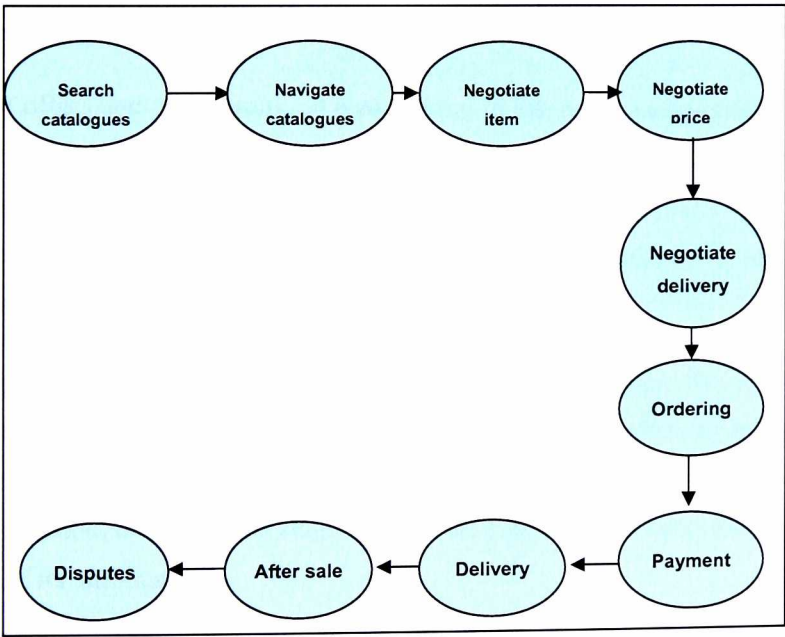 Search
catalogues
Navigate
catalogues
Negotiate
item
Negotiate
price
Negotiate
delivery
Ordering
Payment
Delivery
After sale
Disputes